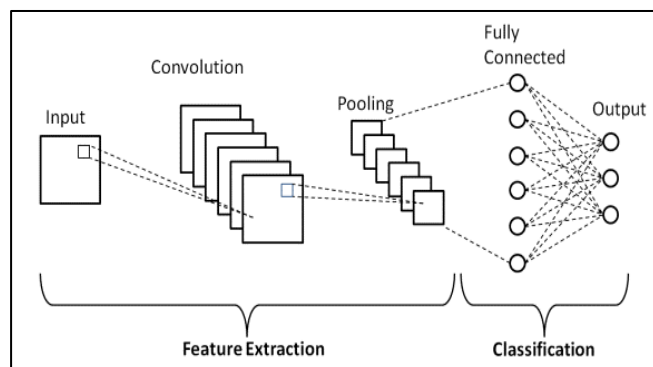 Input
Convolution
Pooling
Fully
Connected
Output
Feature Extraction
Classification